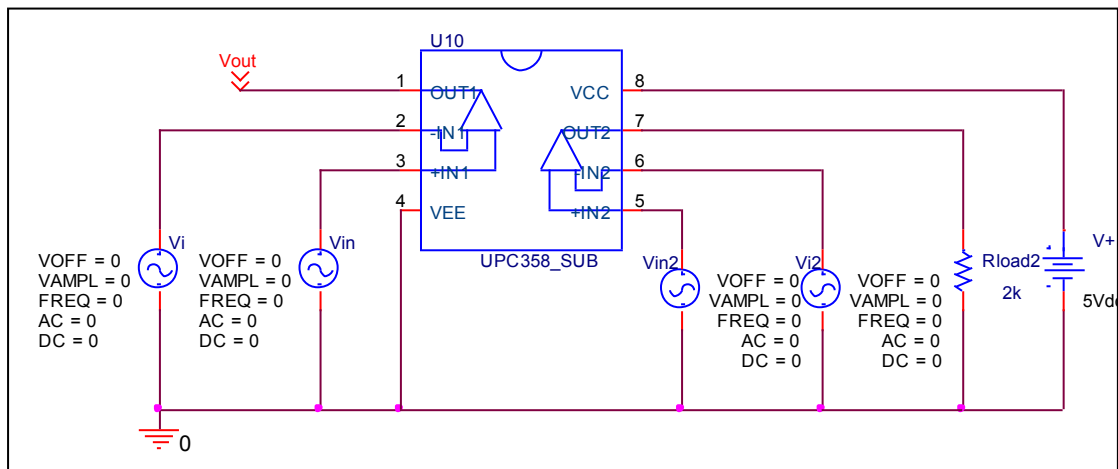 U10
Vout
1
OUT1
2
-IN1
3
+IN1
4
VEE
8
VCC
7
OUT2
6
-IN2
5
+IN2
UPC358_SUB
Vi
VOFF = 0
VAMPL = 0
FREQ = 0
AC = 0
DC = 0
Vin
VOFF = 0
VAMPL = 0
FREQ = 0
AC = 0
DC = 0
Vin2
VOFF = 0
VAMPL = 0
FREQ = 0
AC = 0
DC = 0
Vi2
VOFF = 0
VAMPL = 0
FREQ = 0
AC = 0
DC = 0
Rload2
2k
V+
5Vdc
0